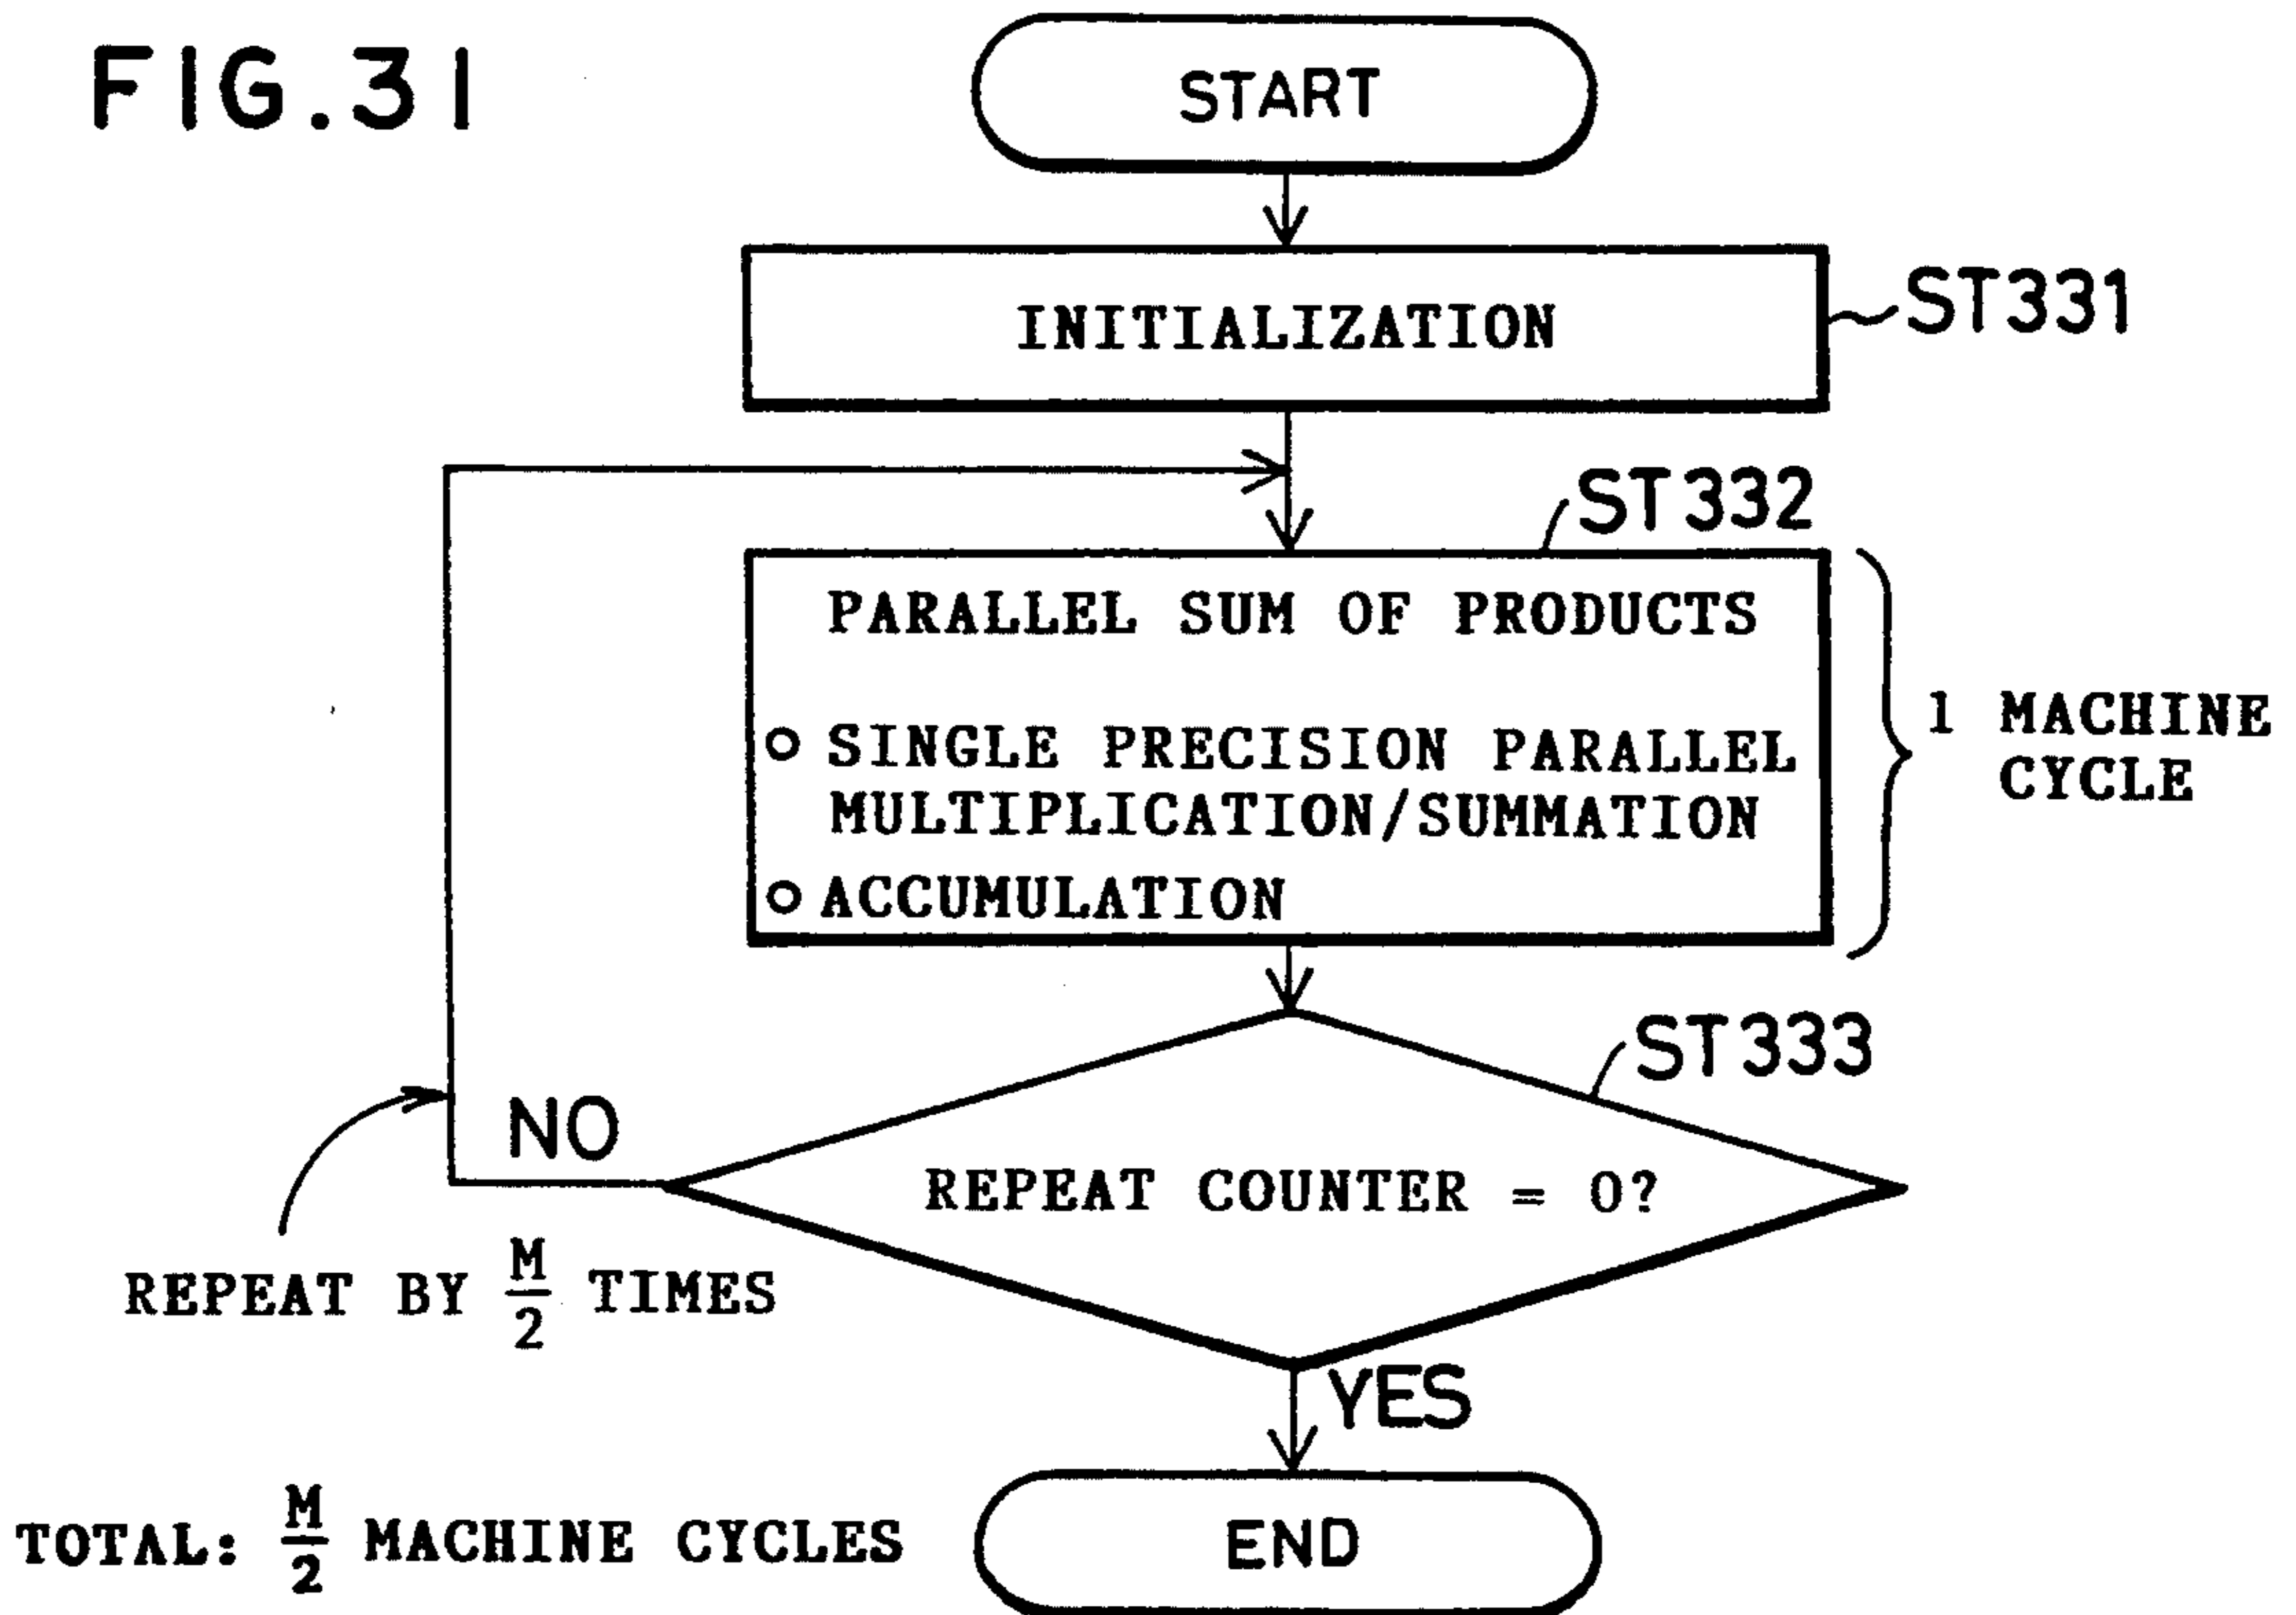 FIG.31
START
INITIALIZATION
ST331
ST332
PARALLEL SUM OF PRODUCTS
○ SINGLE PRECISION PARALLEL
MULTIPLICATION/SUMMATION
○ ACCUMULATION
1 MACHINE
CYCLE
ST333
NO
REPEAT COUNTER = 0?
REPEAT BY M/2 TIMES
YES
TOTAL: M/2 MACHINE CYCLES
END